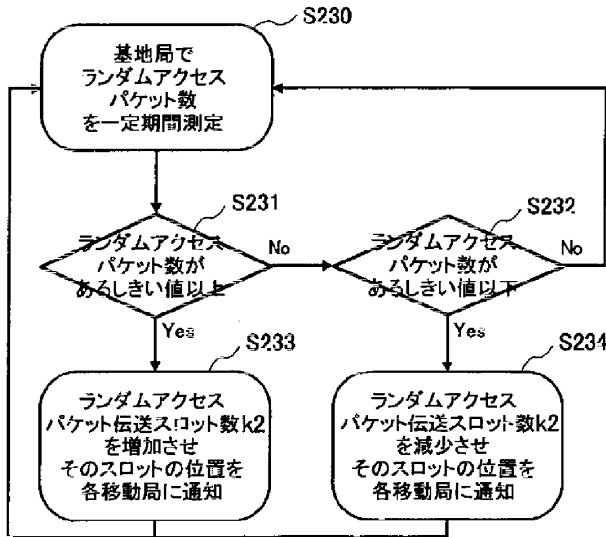 S230
基地局で
ランダムアクセス
パケット数
を一定期間測定
S231
ランダムアクセス
パケット数が
あるしきい値以上
No
Yes
S232
ランダムアクセス
パケット数が
あるしきい値以下
No
Yes
S233
ランダムアクセス
パケット伝送スロット数k2
を増加させ
そのスロットの位置を
各移動局に通知
S234
ランダムアクセス
パケット伝送スロット数k2
を減少させ
そのスロットの位置を
各移動局に通知